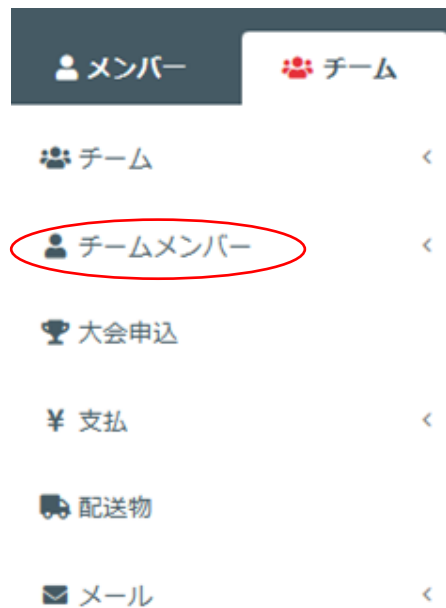 メンバー
チーム
チーム
チームメンバー
大会申込
¥ 支払
配送物
メール